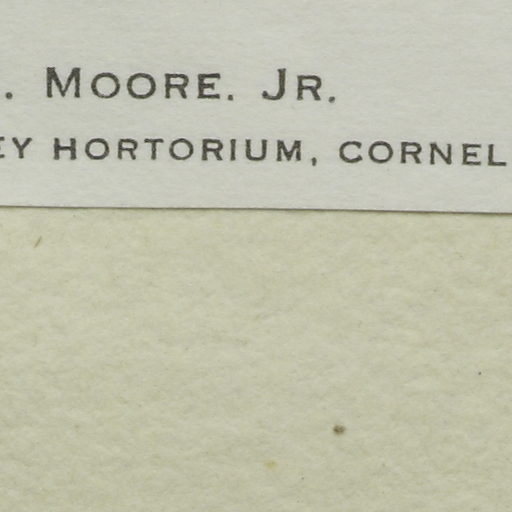 . MOORE. JR.
EY HORTORIUM, CORNEL